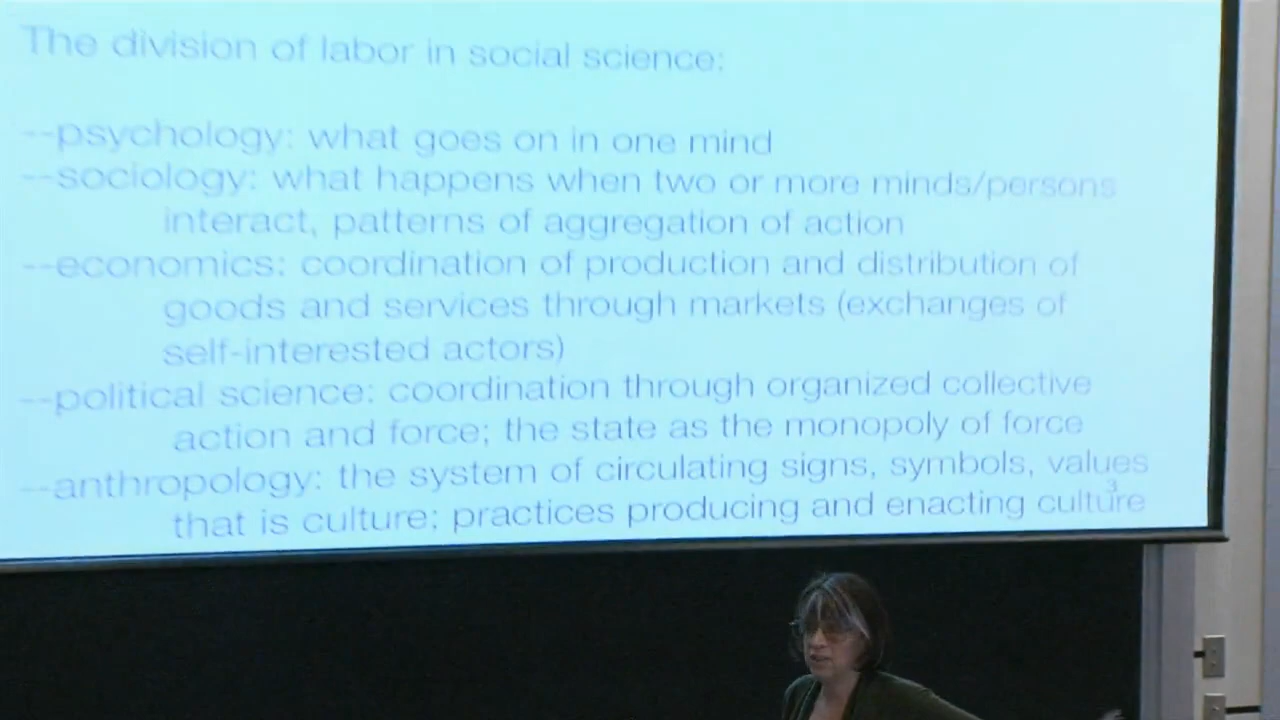 The division of labor in social science:
--psychology: what goes on in one mind
--sociology: what happens when two or more minds/persons
interact, patterns of aggregation of action
--economics: coordination of production and distribution of
goods and services through markets (exchanges of
self-interested actors)
--political science: coordination through organized collective
action and force; the state as the monopoly of force
--anthropology: the system of circulating signs, symbols, values
3
that is culture; practices producing and enacting culture